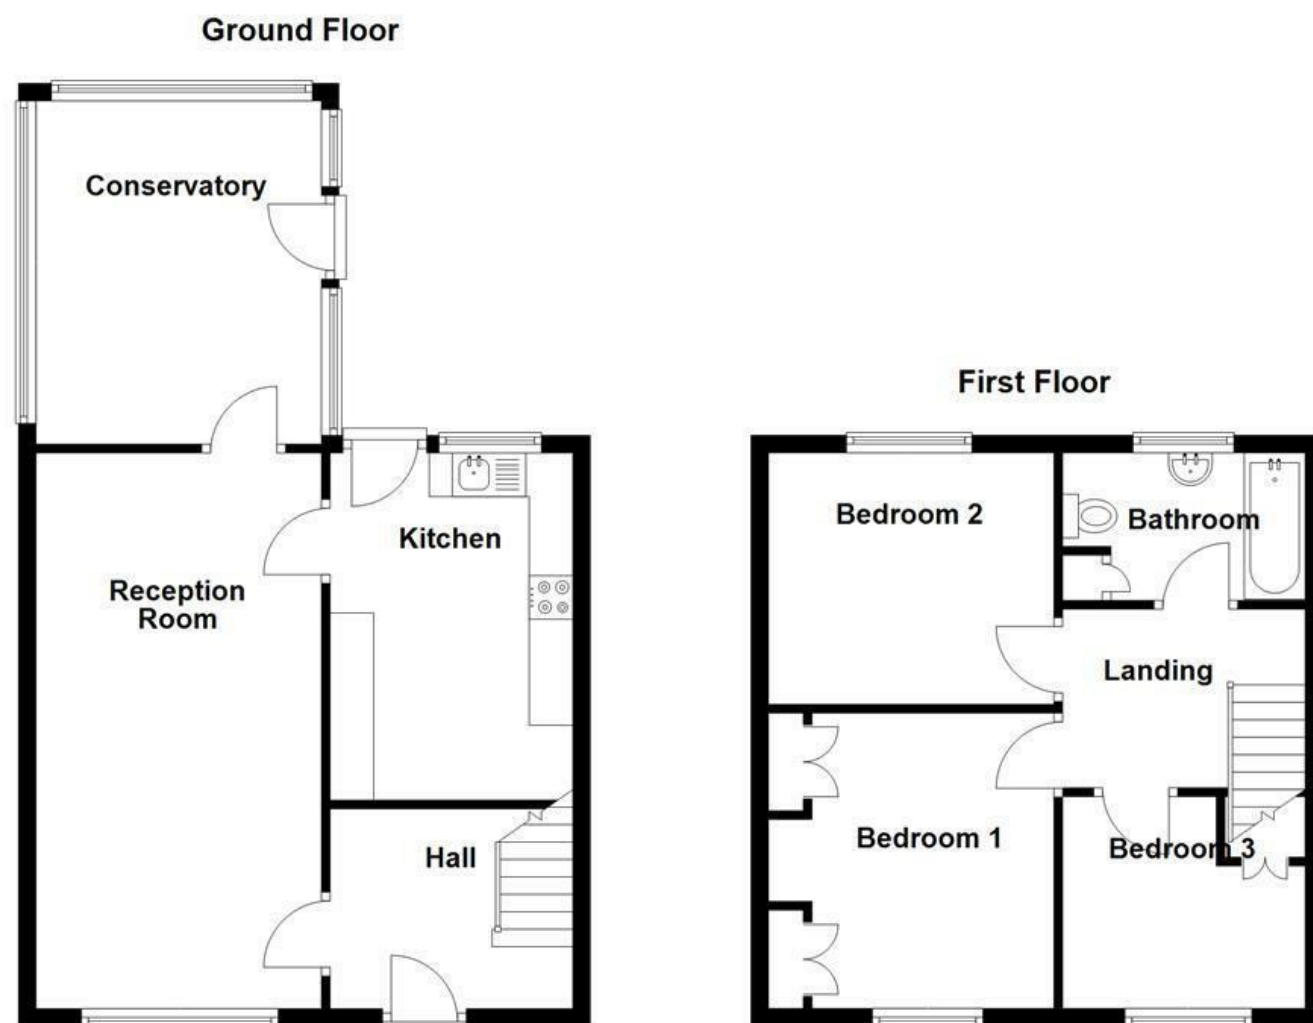 Ground Floor
Conservatory
Kitchen
Reception
Room
Hall
First Floor
Bedroom 2
Bathroom
Landing
Bedroom 1
Bedroom 3